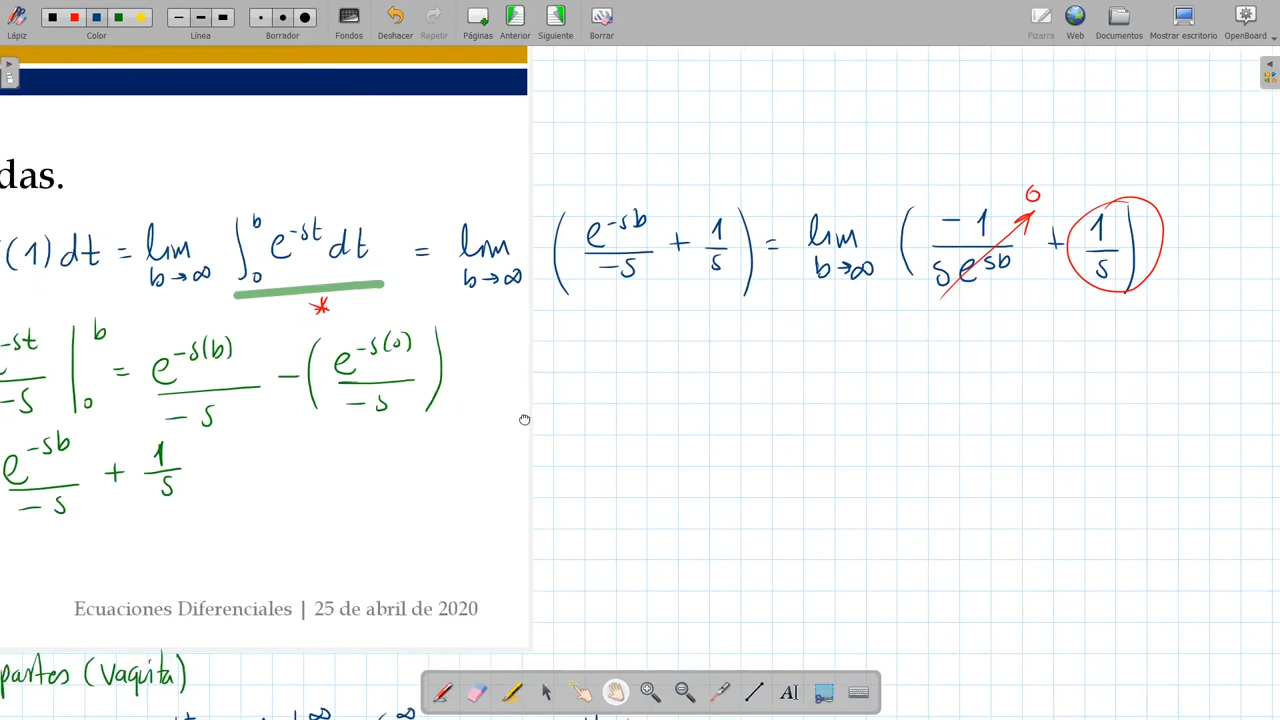 Lápiz Color Línea Borrador Fondos Deshacer Repetir Páginas Anterior Siguiente Borrar Pizarra Web Documentos Mostrar escritorio OpenBoard
das.
(1)dt = lim b→∞ ∫₀ᵇ e^{-st} dt = lim b→∞ (e^{-sb}/-s + 1/s) = lim b→∞ (-1/se^{sb} + 1/s)
0
*
e^{-st}/-s |₀ᵇ = e^{-s(b)}/-s - (e^{-s(0)}/-s)
e^{-sb}/-s + 1/s
Ecuaciones Diferenciales | 25 de abril de 2020
partes (Vaquita)